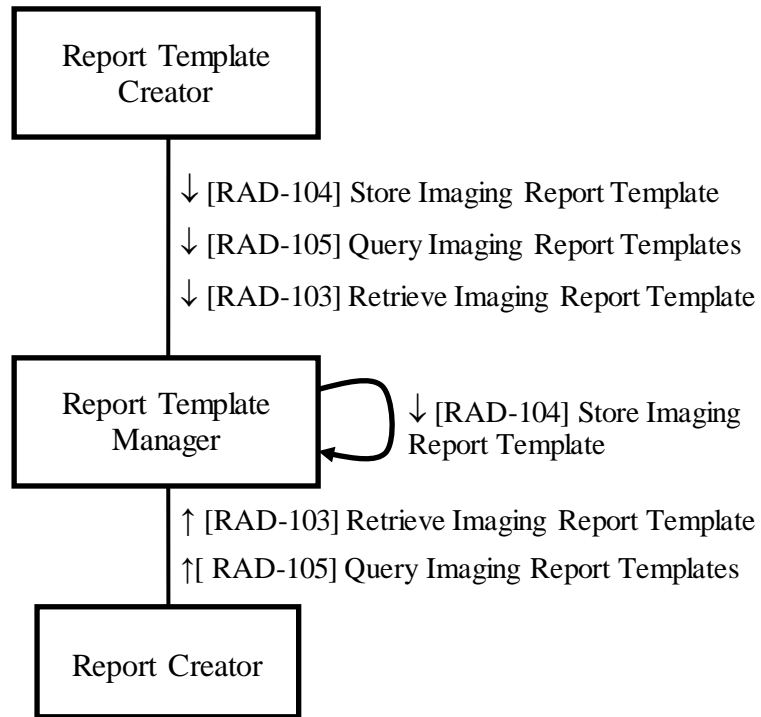 Report Template
Creator
↓ [RAD-104] Store Imaging Report Template
↓ [RAD-105] Query Imaging Report Templates
↓ [RAD-103] Retrieve Imaging Report Template
Report Template
Manager
↓ [RAD-104] Store Imaging
Report Template
↑ [RAD-103] Retrieve Imaging Report Template
↑[ RAD-105] Query Imaging Report Templates
Report Creator